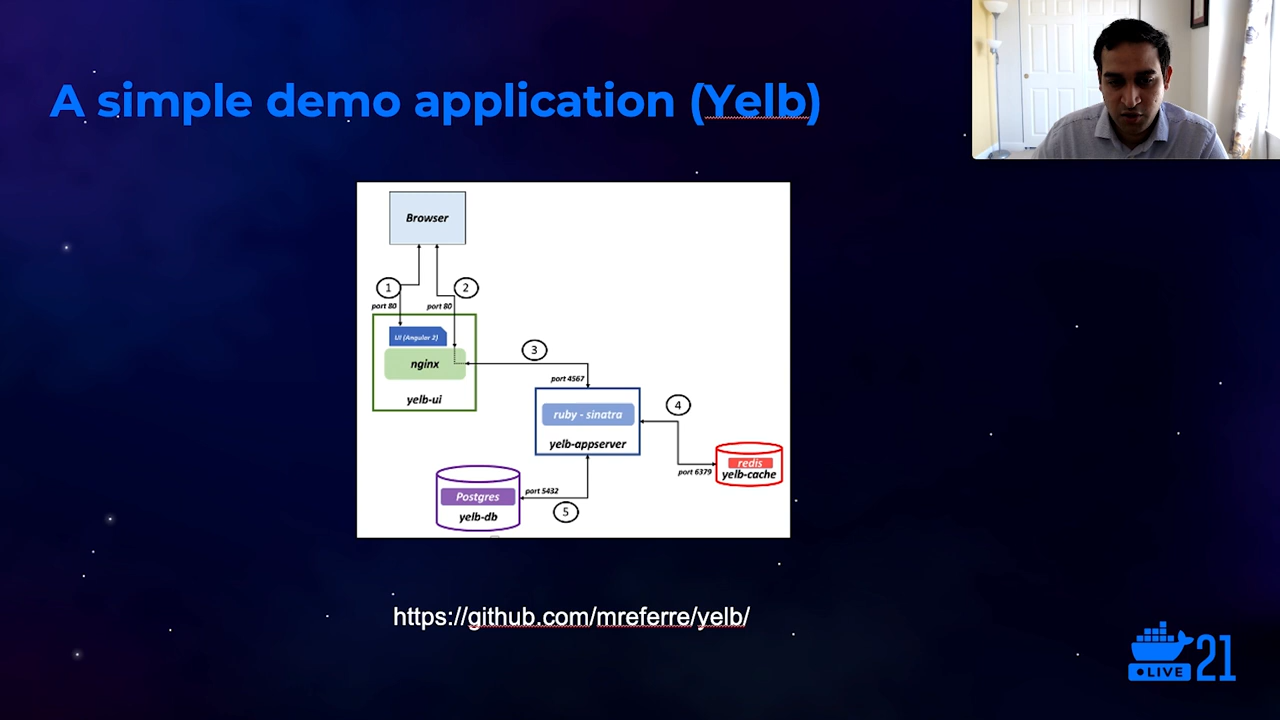 A simple demo application (Yelb)
Browser
1
2
port 80
port 80
UI (Angular 2)
nginx
yelb-ui
3
port 4567
ruby - sinatra
yelb-appserver
4
port 6379
redis
yelb-cache
Postgres
yelb-db
port 5432
5
https://github.com/mreferre/yelb/
LIVE 21